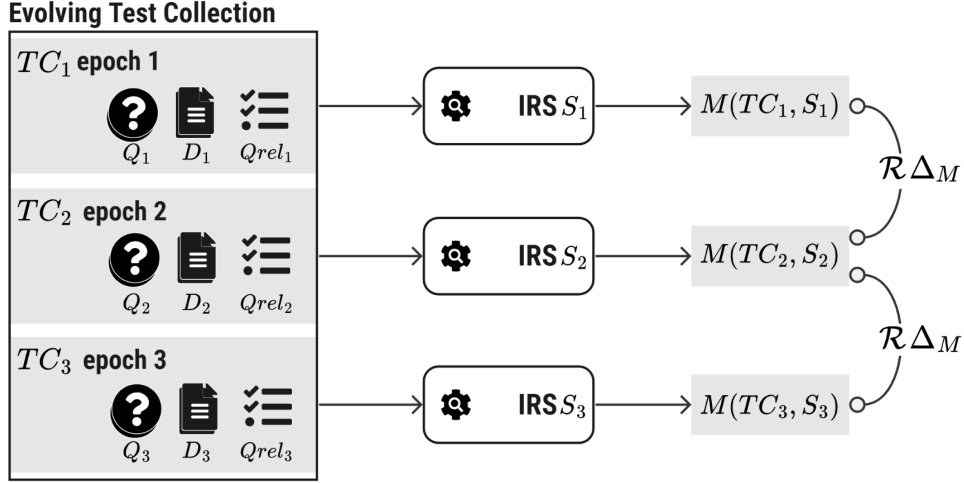 Evolving Test Collection
TC₁ epoch 1
Q₁ D₁ Qrel₁
IRS S₁
M(TC₁, S₁)
ℛΔ_M
TC₂ epoch 2
Q₂ D₂ Qrel₂
IRS S₂
M(TC₂, S₂)
ℛΔ_M
TC₃ epoch 3
Q₃ D₃ Qrel₃
IRS S₃
M(TC₃, S₃)